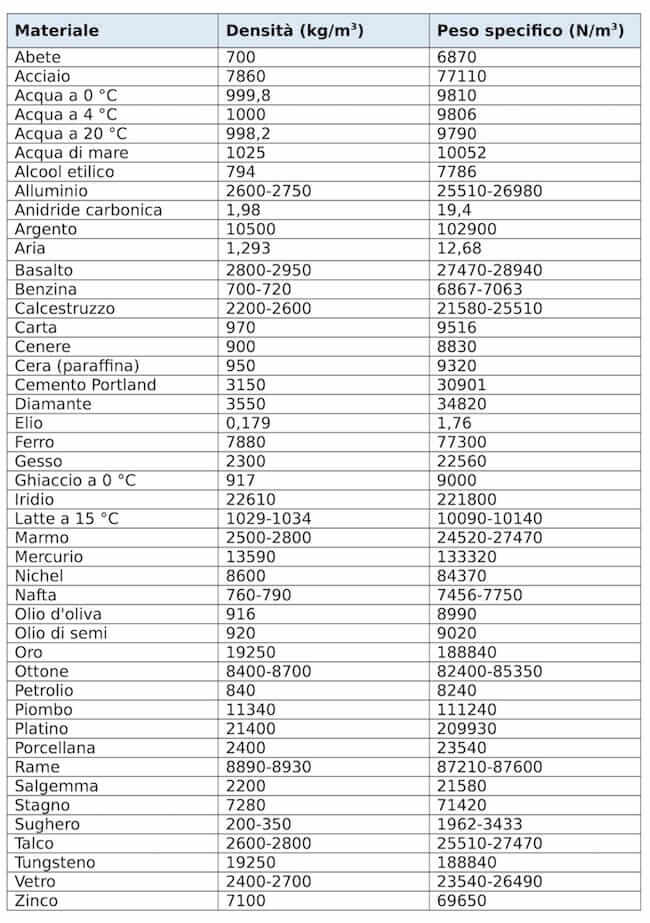 Materiale Densità (kg/m³) Peso specifico (N/m³)
Abete 700 6870
Acciaio 7860 77110
Acqua a 0 °C 999,8 9810
Acqua a 4 °C 1000 9806
Acqua a 20 °C 998,2 9790
Acqua di mare 1025 10052
Alcool etilico 794 7786
Alluminio 2600-2750 25510-26980
Anidride carbonica 1,98 19,4
Argento 10500 102900
Aria 1,293 12,68
Basalto 2800-2950 27470-28940
Benzina 700-720 6867-7063
Calcestruzzo 2200-2600 21580-25510
Carta 970 9516
Cenere 900 8830
Cera (paraffina) 950 9320
Cemento Portland 3150 30901
Diamante 3550 34820
Elio 0,179 1,76
Ferro 7880 77300
Gesso 2300 22560
Ghiaccio a 0 °C 917 9000
Iridio 22610 221800
Latte a 15 °C 1029-1034 10090-10140
Marmo 2500-2800 24520-27470
Mercurio 13590 133320
Nichel 8600 84370
Nafta 760-790 7456-7750
Olio d'oliva 916 8990
Olio di semi 920 9020
Oro 19250 188840
Ottone 8400-8700 82400-85350
Petrolio 840 8240
Piombo 11340 111240
Platino 21400 209930
Porcellana 2400 23540
Rame 8890-8930 87210-87600
Salgemma 2200 21580
Stagno 7280 71420
Sughero 200-350 1962-3433
Talco 2600-2800 25510-27470
Tungsteno 19250 188840
Vetro 2400-2700 23540-26490
Zinco 7100 69650